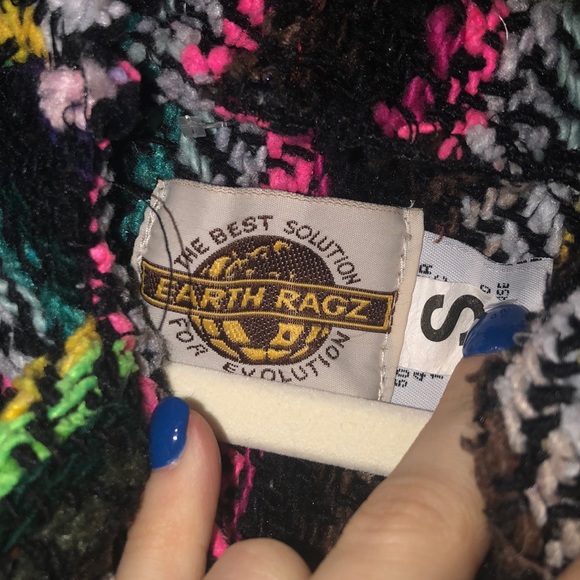 THE BEST SOLUTION
EARTH RAGZ
FOR EVOLUTION
S